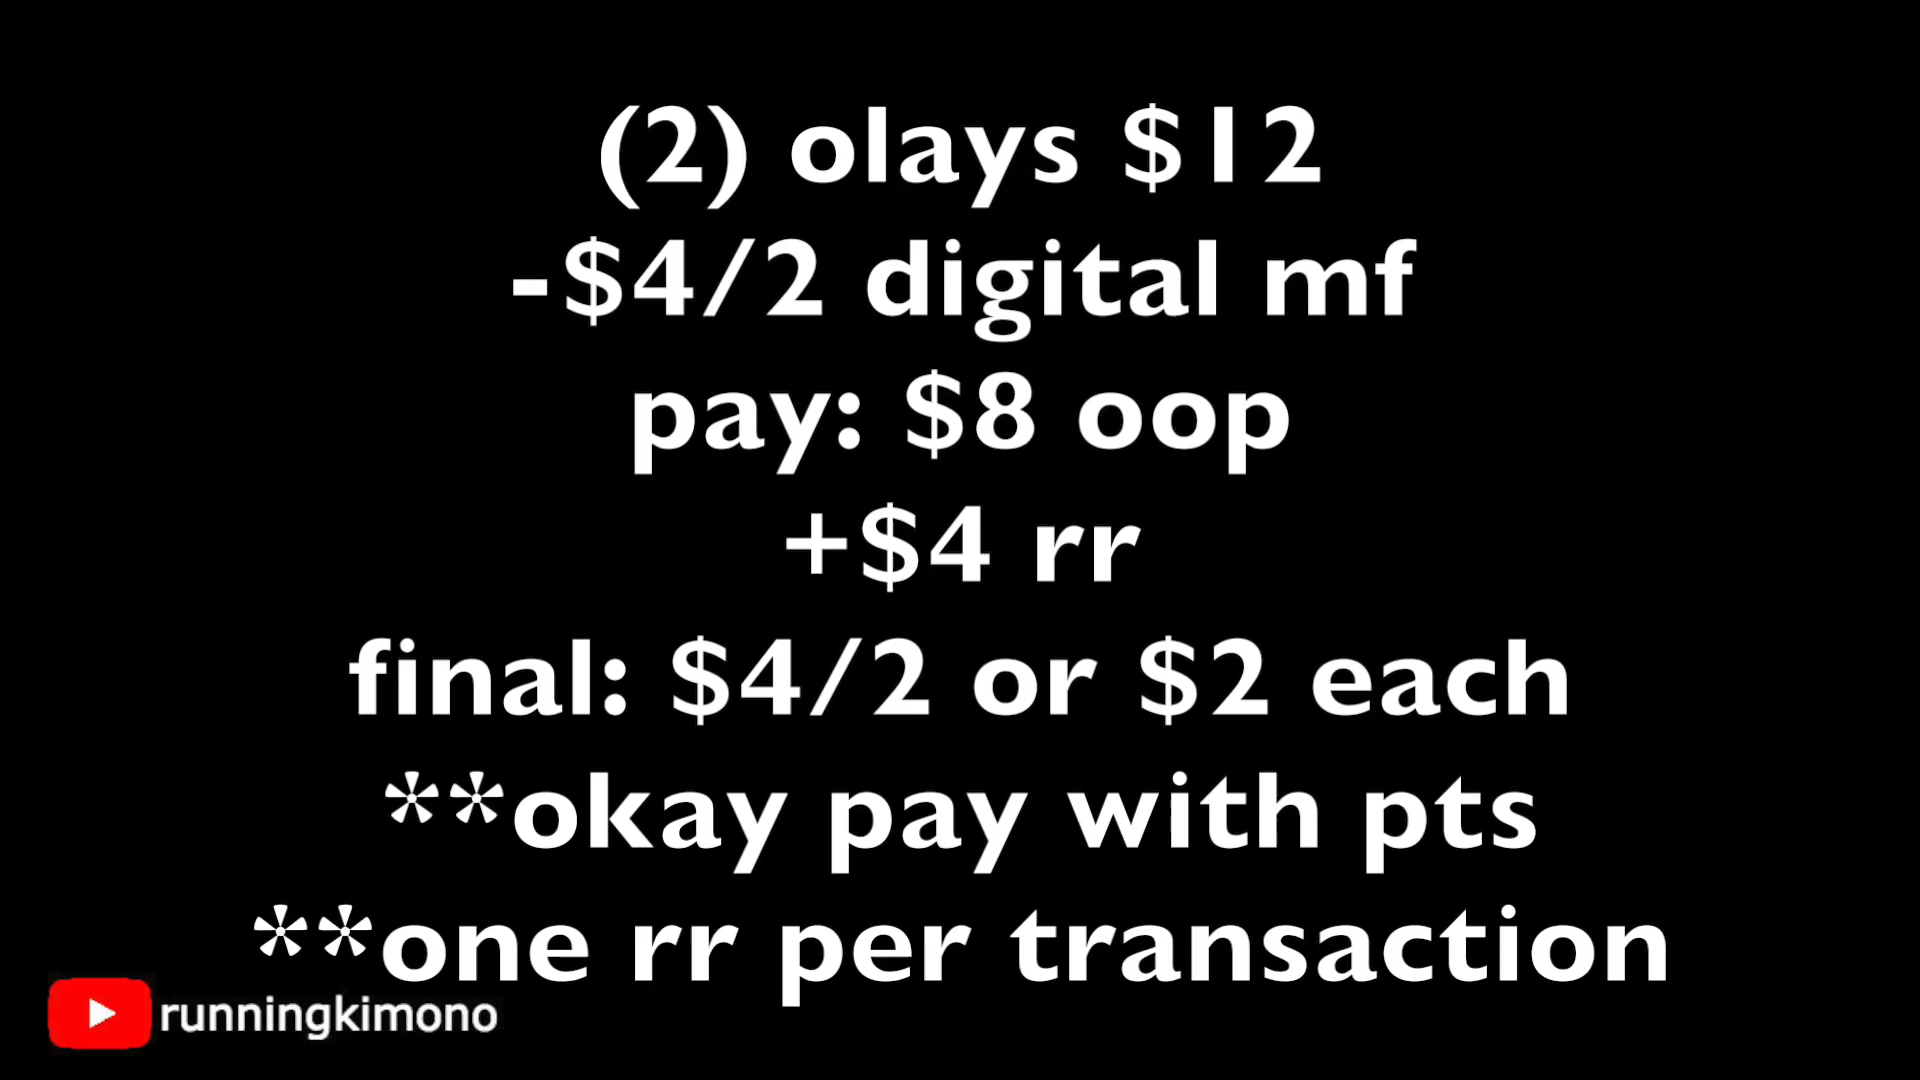 (2) olays $12
-$4/2 digital mf
pay: $8 oop
+$4 rr
final: $4/2 or $2 each
**okay pay with pts
**one rr per transaction
runningkimono